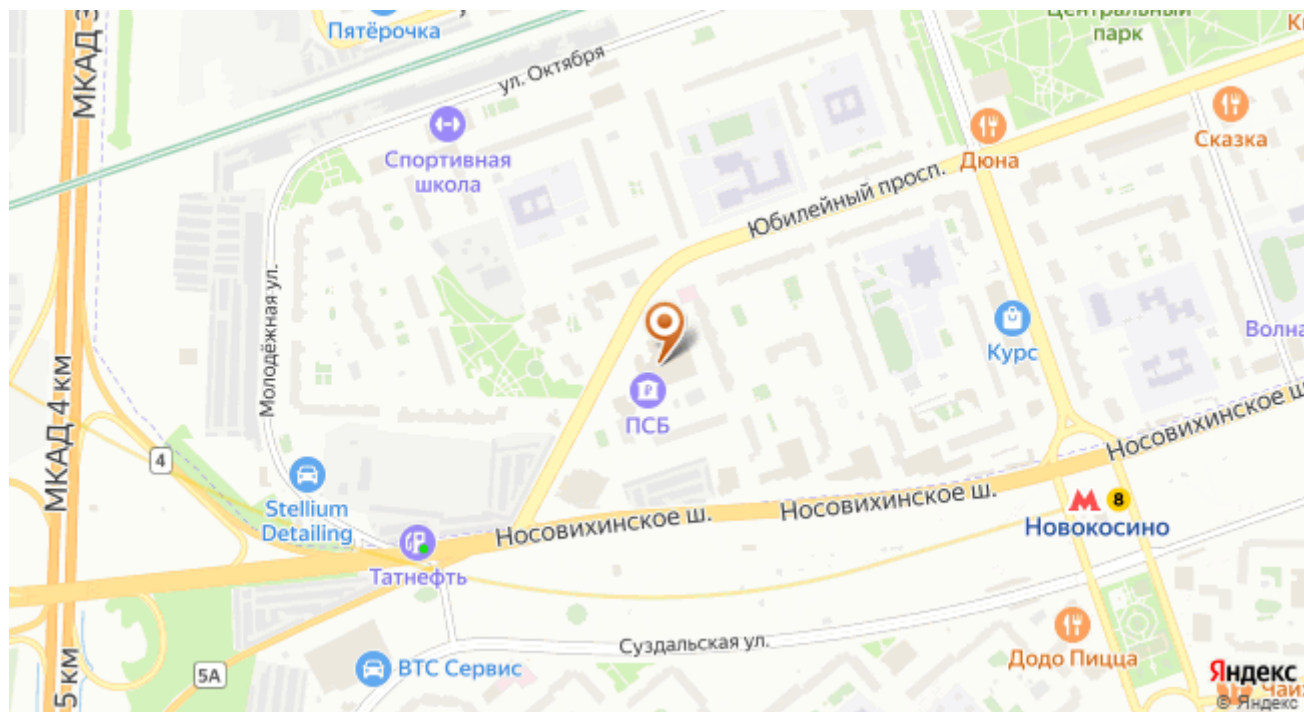 МКАД
Пятёрочка
ул. Октября
Центральный
парк
Сказка
Дюна
Спортивная
школа
Юбилейный просп.
Молодёжная ул.
Волна
Курс
МКАД 4 км
ПСБ
Носовихинское ш.
4
Stellium
Detailing
Носовихинское ш.
Носовихинское ш.
8
Новокосино
Татнефть
Суздальская ул.
Додо Пицца
ВТС Сервис
5А
5 км
Яндекс
© Яндекс